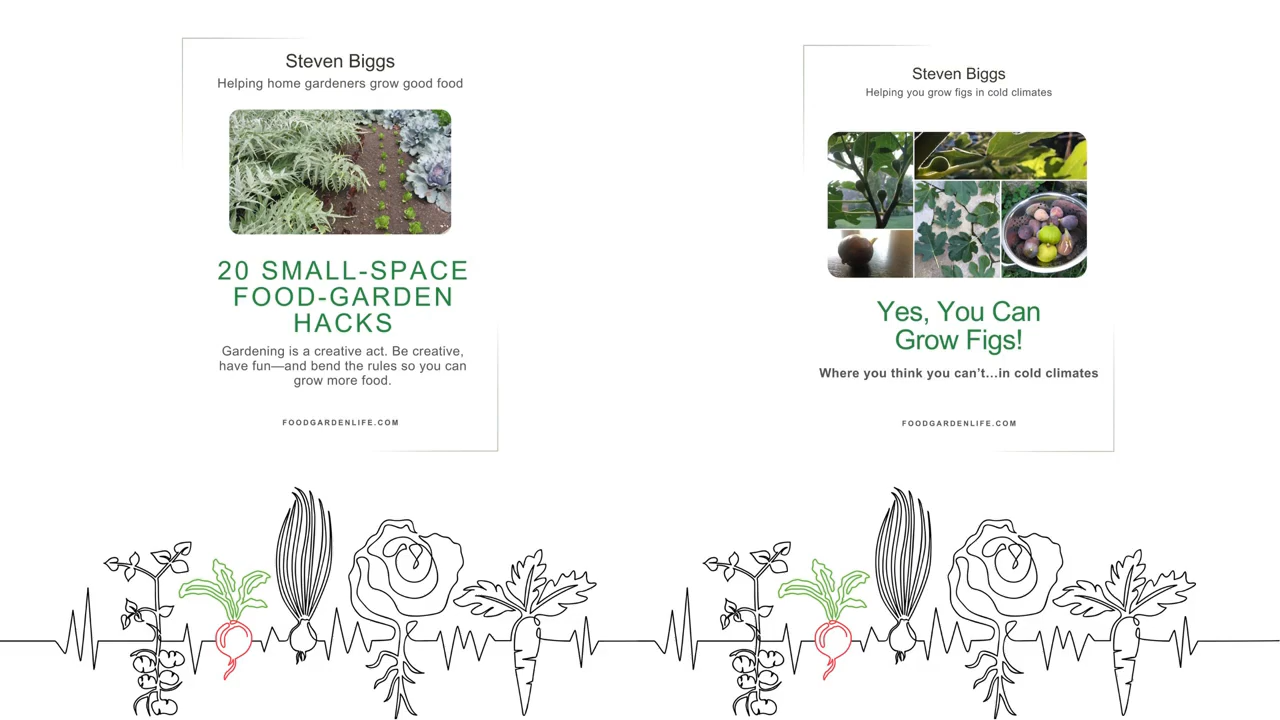 Steven Biggs
Helping home gardeners grow good food
20 SMALL-SPACE
FOOD-GARDEN
HACKS
Gardening is a creative act. Be creative,
have fun—and bend the rules so you can
grow more food.
FOODGARDENLIFE.COM
Steven Biggs
Helping you grow figs in cold climates
Yes, You Can
Grow Figs!
Where you think you can’t...in cold climates
FOODGARDENLIFE.COM